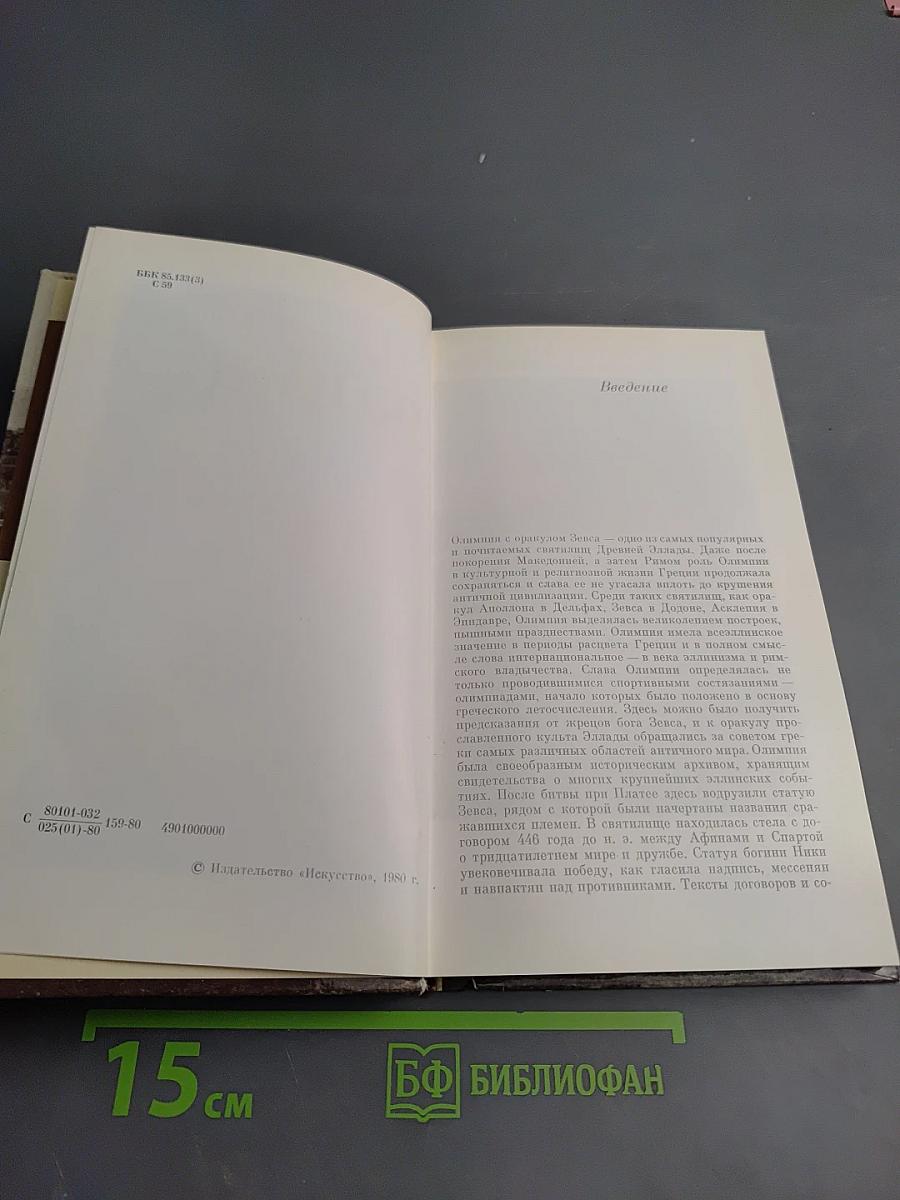 ББК 85.133(3)
С 59
С 80101-032 159-80 4901000000
025(01)-80
© Издательство «Искусство», 1980 г.
Введение
Олимпия с оракулом Зевса — одно из самых популярных
и почитаемых святилищ Древней Эллады. Даже после
покорения Македонией, а затем Римом роль Олимпии
в культурной и религиозной жизни Греции продолжала
сохраняться и слава ее не угасала вплоть до крушения
античной цивилизации. Среди таких святилищ, как ора-
кул Аполлона в Дельфах, Зевса в Додоне, Асклепия в
Эпидавре, Олимпия выделялась великолепием построек,
пышными празднествами. Олимпия имела всеэллинское
значение в периоды расцвета Греции и в полном смыс-
ле слова интернациональное — в века эллинизма и рим-
ского владычества. Слава Олимпии определялась не
только проводившимися спортивными состязаниями —
олимпиадами, начало которых было положено в основу
греческого летосчисления. Здесь можно было получить
предсказания от жрецов бога Зевса, и к оракулу про-
славленного культа Эллады обращались за советом гре-
ки самых различных областей античного мира. Олимпия
была своеобразным историческим архивом, хранящим
свидетельства о многих крупнейших эллинских собы-
тиях. После битвы при Платее здесь водрузили статую
Зевса, рядом с которой были начертаны названия сра-
жавшихся племен. В святилище находилась стела с до-
говором 446 года до н. э. между Афинами и Спартой
о тридцатилетнем мире и дружбе. Статуя богини Ники
увековечивала победу, как гласила надпись, мессенян
и навпактян над противниками. Тексты договоров и со-
15 см
БФ БИБЛИОФАН